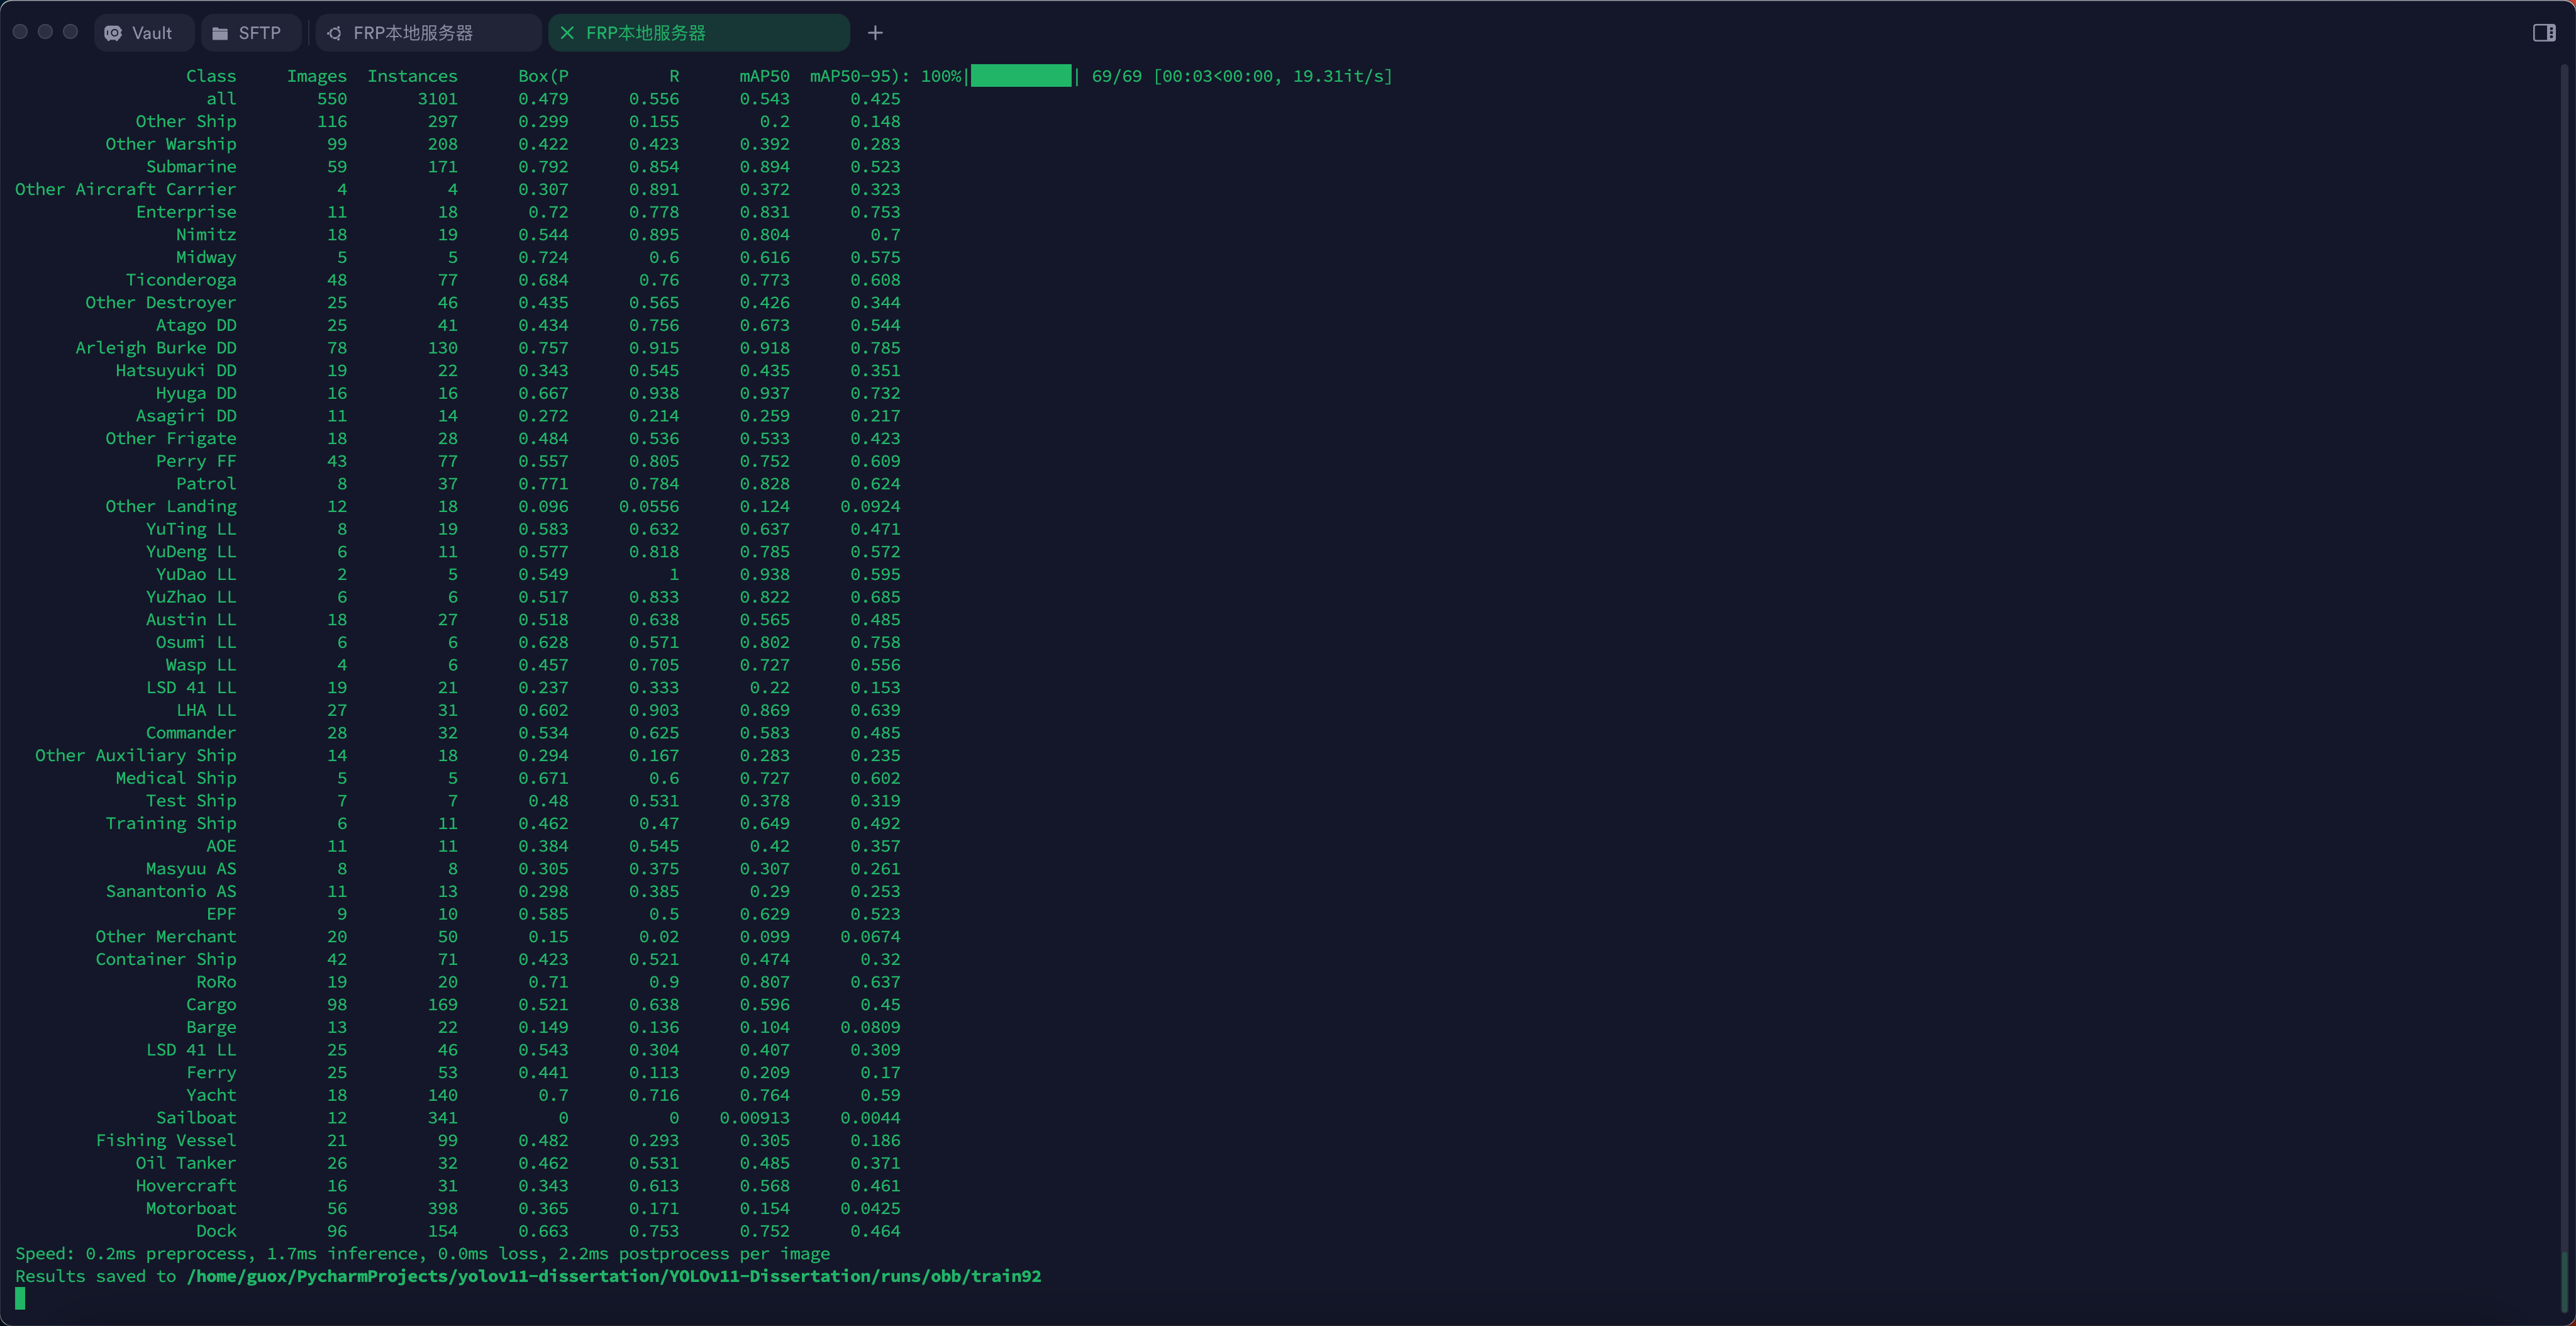 Vault SFTP FRP本地服务器 FRP本地服务器
Class Images Instances Box(P R mAP50 mAP50-95): 100%|██████████| 69/69 [00:03<00:00, 19.31it/s]
all 550 3101 0.479 0.556 0.543 0.425
Other Ship 116 297 0.299 0.155 0.2 0.148
Other Warship 99 208 0.422 0.423 0.392 0.283
Submarine 59 171 0.792 0.854 0.894 0.523
Other Aircraft Carrier 4 4 0.307 0.891 0.372 0.323
Enterprise 11 18 0.72 0.778 0.831 0.753
Nimitz 18 19 0.544 0.895 0.804 0.7
Midway 5 5 0.724 0.6 0.616 0.575
Ticonderoga 48 77 0.684 0.76 0.773 0.608
Other Destroyer 25 46 0.435 0.565 0.426 0.344
Atago DD 25 41 0.434 0.756 0.673 0.544
Arleigh Burke DD 78 130 0.757 0.915 0.918 0.785
Hatsuyuki DD 19 22 0.343 0.545 0.435 0.351
Hyuga DD 16 16 0.667 0.938 0.937 0.732
Asagiri DD 11 14 0.272 0.214 0.259 0.217
Other Frigate 18 28 0.484 0.536 0.533 0.423
Perry FF 43 77 0.557 0.805 0.752 0.609
Patrol 8 37 0.771 0.784 0.828 0.624
Other Landing 12 18 0.096 0.0556 0.124 0.0924
YuTing LL 8 19 0.583 0.632 0.637 0.471
YuDeng LL 6 11 0.577 0.818 0.785 0.572
YuDao LL 2 5 0.549 1 0.938 0.595
YuZhao LL 6 6 0.517 0.833 0.822 0.685
Austin LL 18 27 0.518 0.638 0.565 0.485
Osumi LL 6 6 0.628 0.571 0.802 0.758
Wasp LL 4 6 0.457 0.705 0.727 0.556
LSD 41 LL 19 21 0.237 0.333 0.22 0.153
LHA LL 27 31 0.602 0.903 0.869 0.639
Commander 28 32 0.534 0.625 0.583 0.485
Other Auxiliary Ship 14 18 0.294 0.167 0.283 0.235
Medical Ship 5 5 0.671 0.6 0.727 0.602
Test Ship 7 7 0.48 0.531 0.378 0.319
Training Ship 6 11 0.462 0.47 0.649 0.492
AOE 11 11 0.384 0.545 0.42 0.357
Masyuu AS 8 8 0.305 0.375 0.307 0.261
Sanantonio AS 11 13 0.298 0.385 0.29 0.253
EPF 9 10 0.585 0.5 0.629 0.523
Other Merchant 20 50 0.15 0.02 0.099 0.0674
Container Ship 42 71 0.423 0.521 0.474 0.32
RoRo 19 20 0.71 0.9 0.807 0.637
Cargo 98 169 0.521 0.638 0.596 0.45
Barge 13 22 0.149 0.136 0.104 0.0809
LSD 41 LL 25 46 0.543 0.304 0.407 0.309
Ferry 25 53 0.441 0.113 0.209 0.17
Yacht 18 140 0.7 0.716 0.764 0.59
Sailboat 12 341 0 0 0.00913 0.0044
Fishing Vessel 21 99 0.482 0.293 0.305 0.186
Oil Tanker 26 32 0.462 0.531 0.485 0.371
Hovercraft 16 31 0.343 0.613 0.568 0.461
Motorboat 56 398 0.365 0.171 0.154 0.0425
Dock 96 154 0.663 0.753 0.752 0.464
Speed: 0.2ms preprocess, 1.7ms inference, 0.0ms loss, 2.2ms postprocess per image
Results saved to /home/guox/PycharmProjects/yolov11-dissertation/YOLOv11-Dissertation/runs/obb/train92